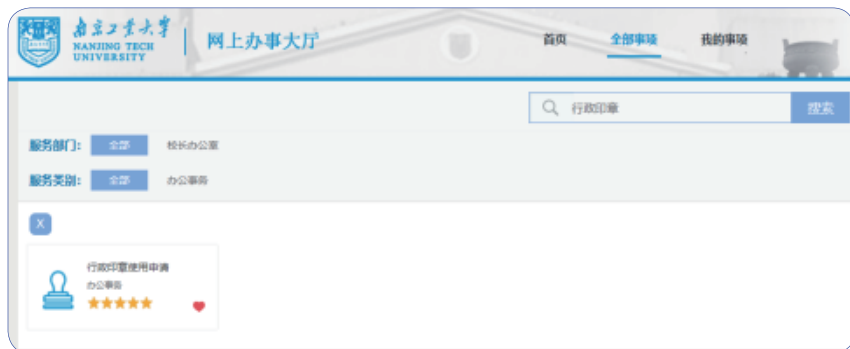 南京工业大学
NANJING TECH
UNIVERSITY
网上办事大厅
首页 全部事项 我的事项
行政印章 搜索
服务部门: 全部 校长办公室
服务类别: 全部 办公事务
X
行政印章使用申请
办公事务